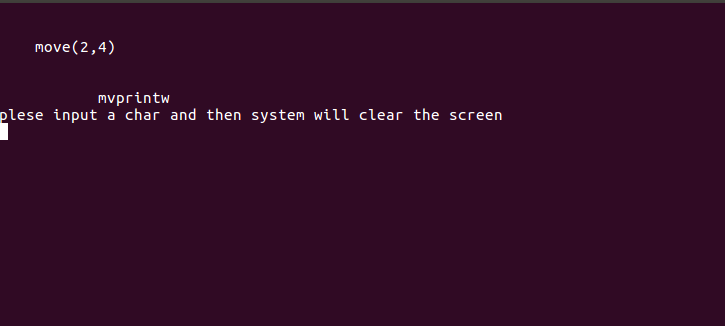 move(2,4)
mvprintw
plese input a char and then system will clear the screen